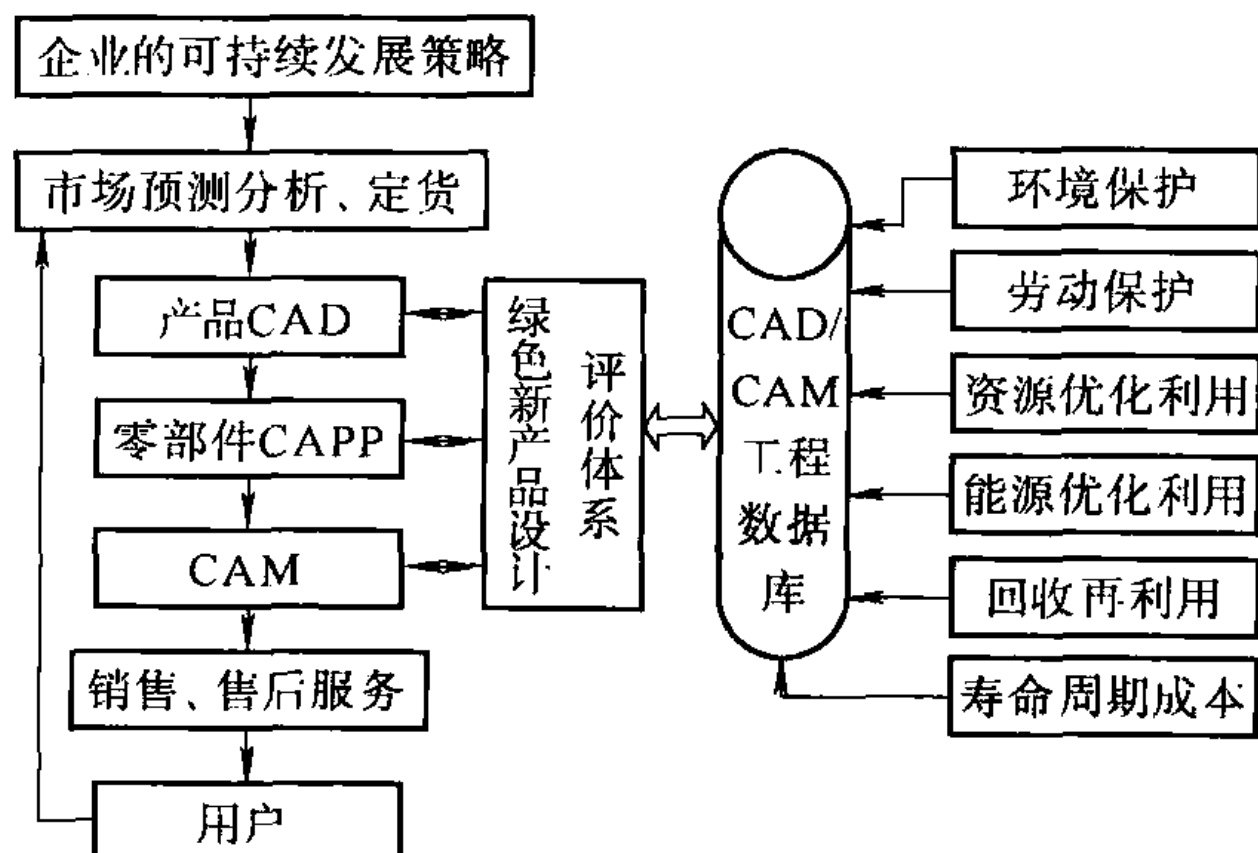 企业的可持续发展策略
市场预测分析、定货
产品CAD
零部件CAPP
CAM
销售、售后服务
用户
绿色新产品设计
评价体系
CAD/
CAM
工程
数据
库
环境保护
劳动保护
资源优化利用
能源优化利用
回收再利用
寿命周期成本